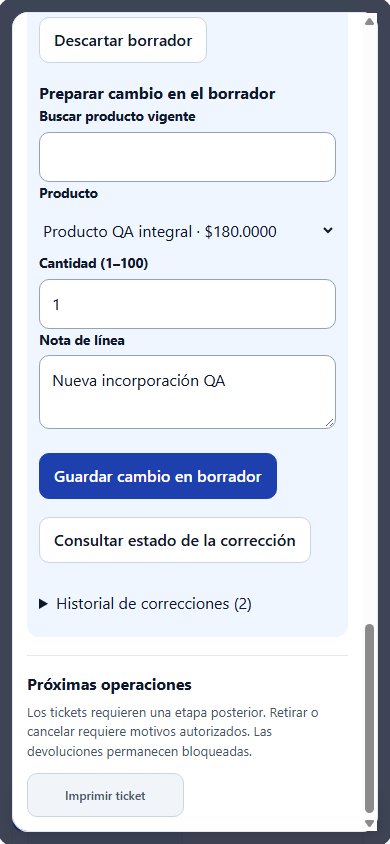 Descartar borrador
Preparar cambio en el borrador
Buscar producto vigente
Producto
Producto QA integral · $180.0000
Cantidad (1–100)
1
Nota de línea
Nueva incorporación QA
Guardar cambio en borrador
Consultar estado de la corrección
Historial de correcciones (2)
Próximas operaciones
Los tickets requieren una etapa posterior. Retirar o
cancelar requiere motivos autorizados. Las
devoluciones permanecen bloqueadas.
Imprimir ticket